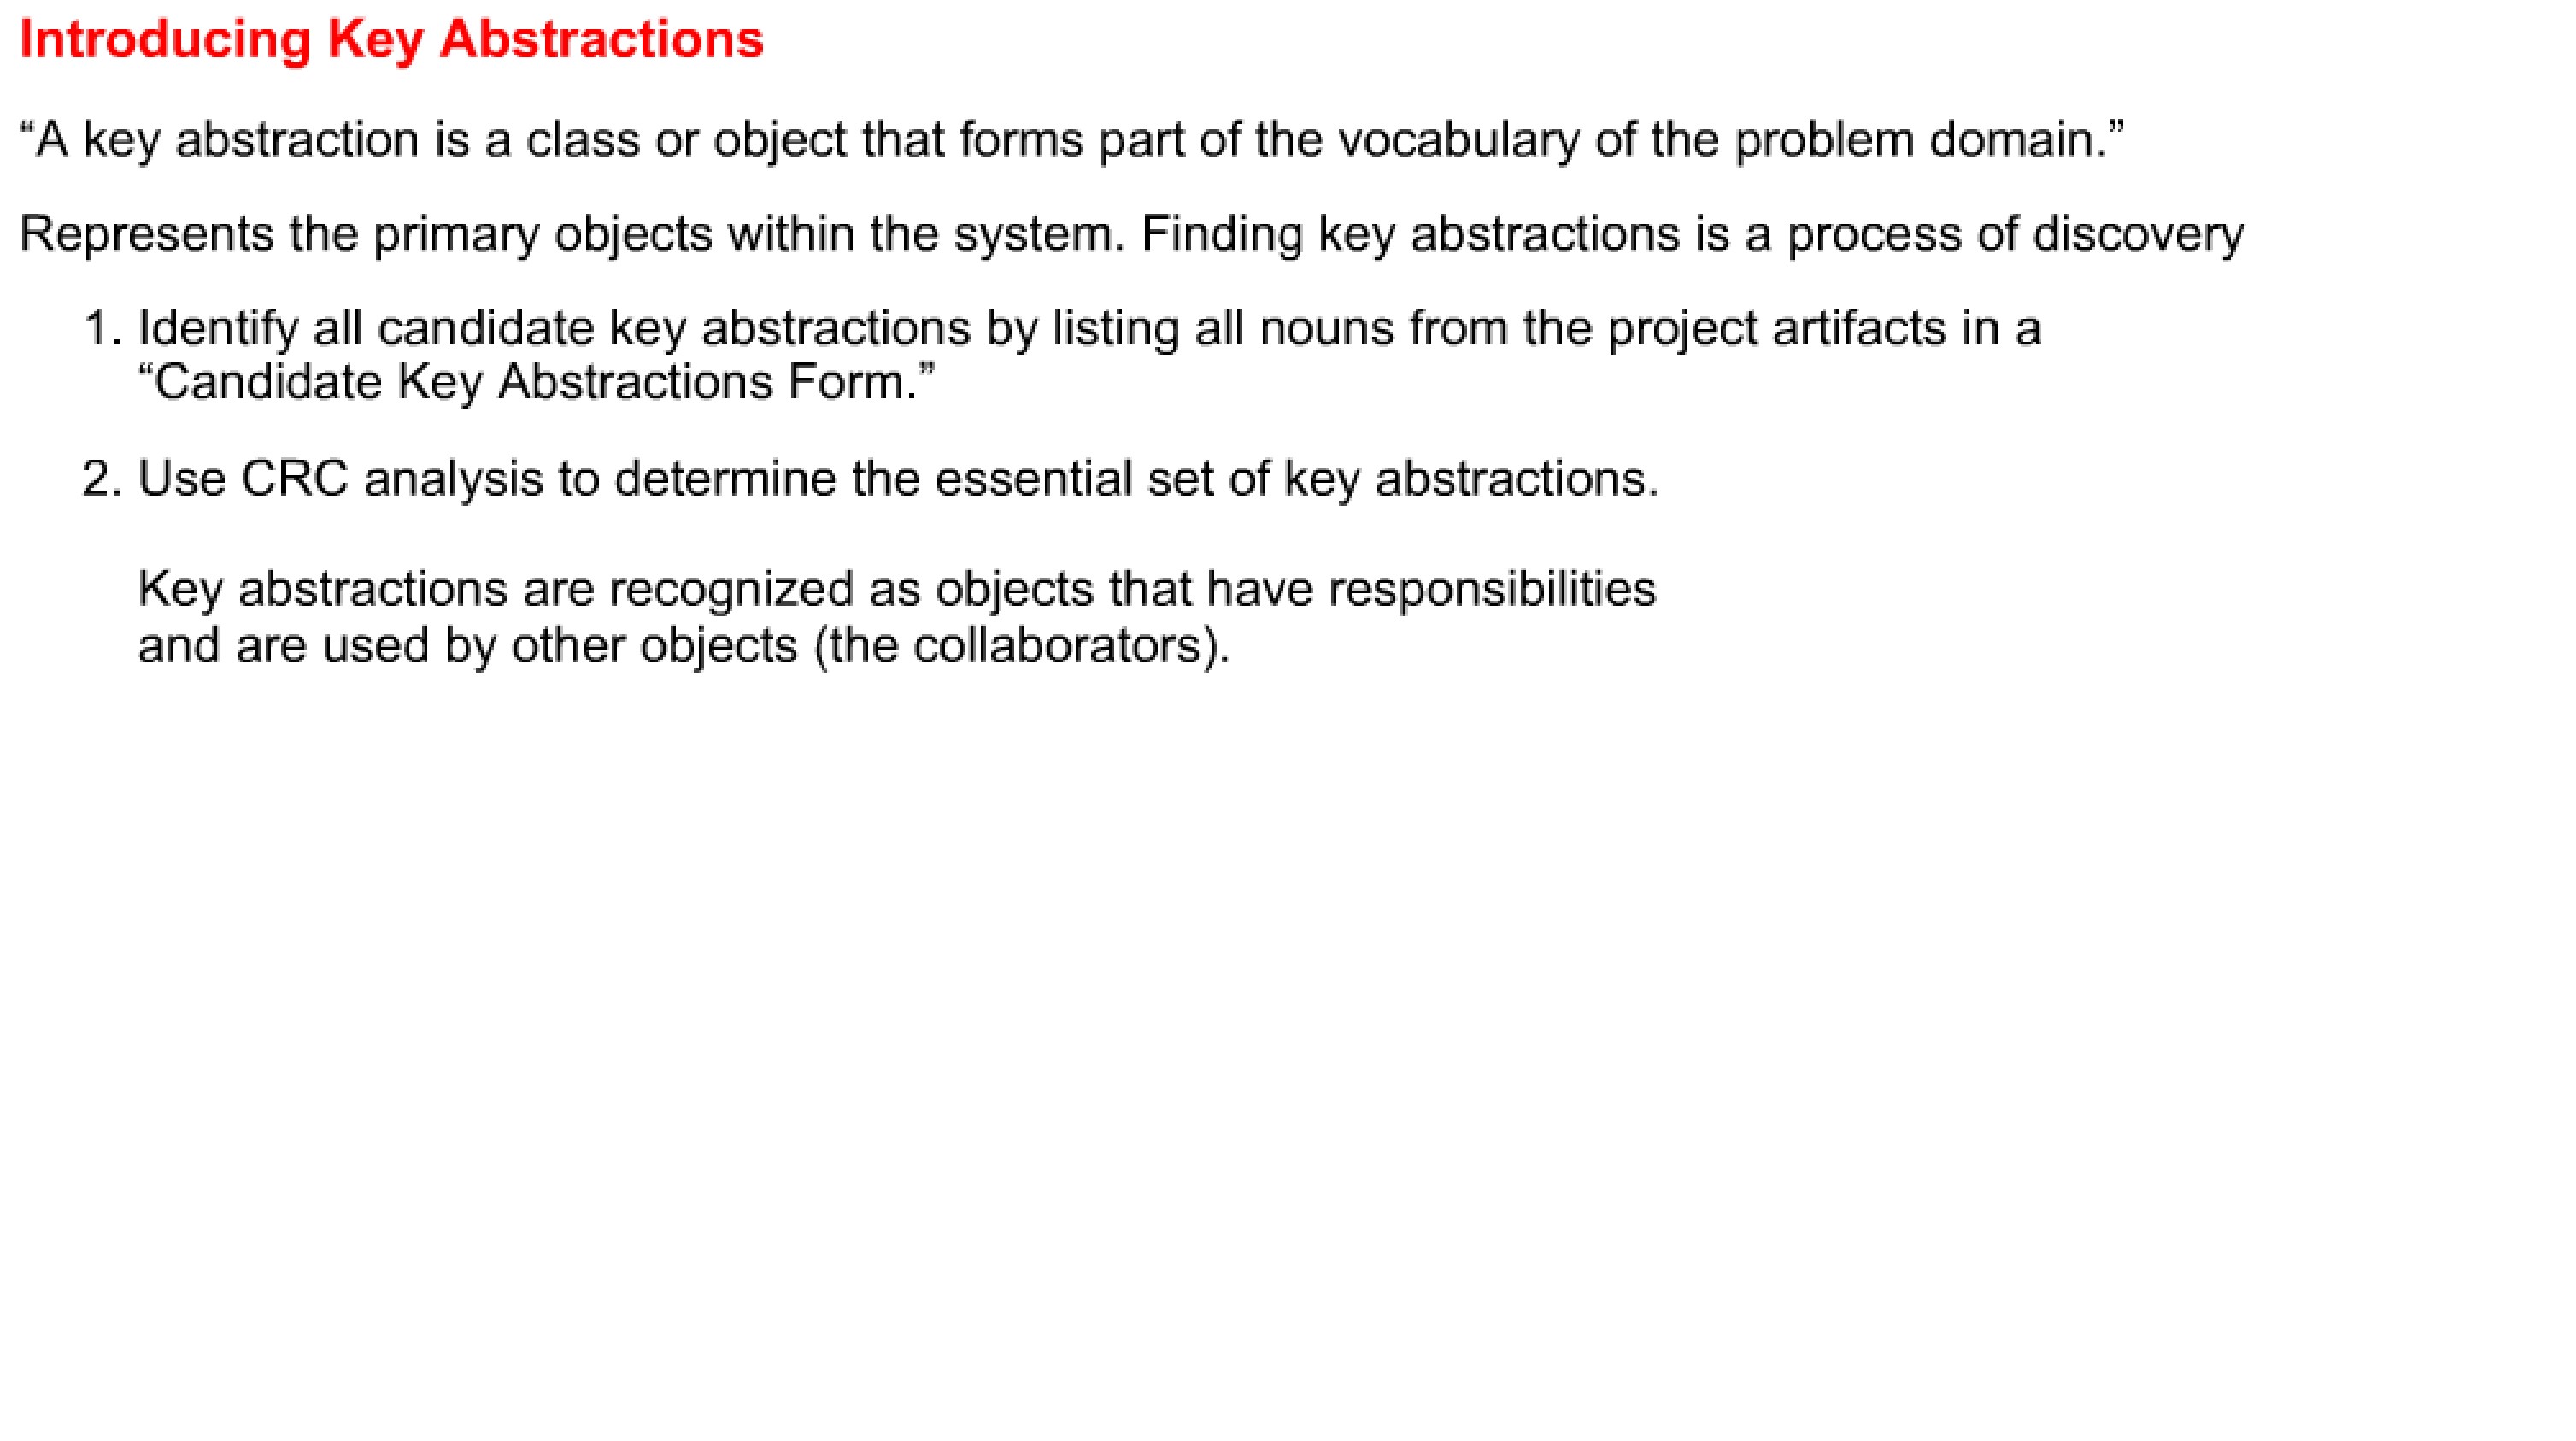 Introducing Key Abstractions
“A key abstraction is a class or object that forms part of the vocabulary of the problem domain.”
Represents the primary objects within the system. Finding key abstractions is a process of discovery
1. Identify all candidate key abstractions by listing all nouns from the project artifacts in a
“Candidate Key Abstractions Form.”
2. Use CRC analysis to determine the essential set of key abstractions.
Key abstractions are recognized as objects that have responsibilities
and are used by other objects (the collaborators).